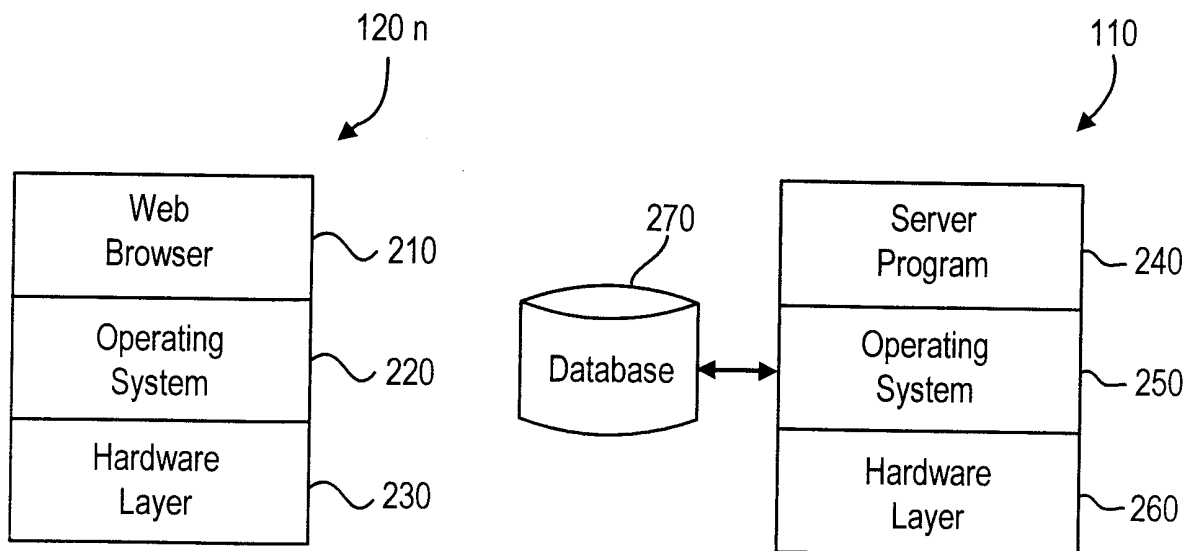 120 n
110
Web
Browser
210
Operating
System
220
Hardware
Layer
230
270
Database
Server
Program
240
Operating
System
250
Hardware
Layer
260